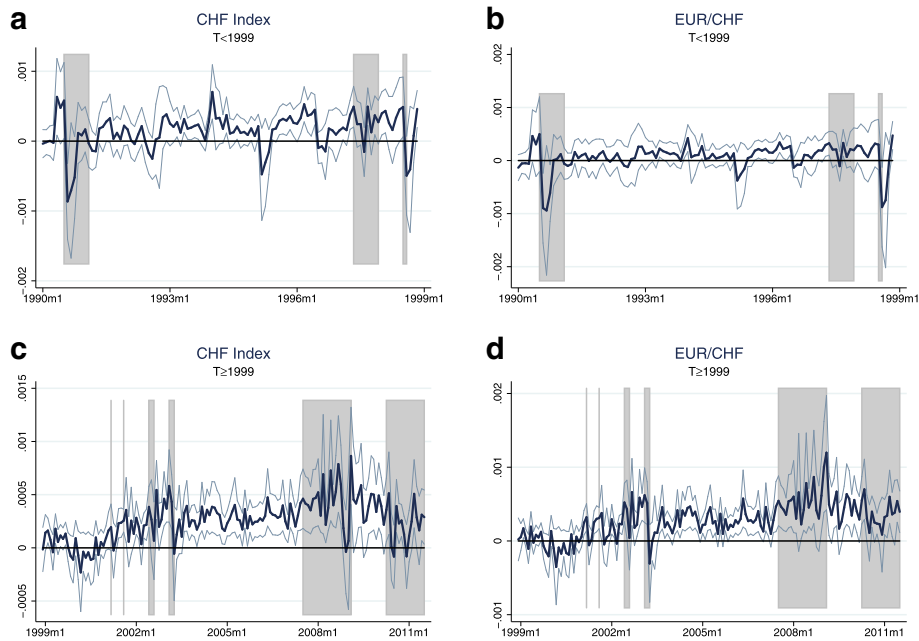 a
CHF Index
T<1999
.001
0
-.001
-.002
1990m1 1993m1 1996m1 1999m1
b
EUR/CHF
T<1999
.002
.001
0
-.001
-.002
1990m1 1993m1 1996m1 1999m1
c
CHF Index
T≥1999
.0015
.001
.0005
0
-.0005
1999m1 2002m1 2005m1 2008m1 2011m1
d
EUR/CHF
T≥1999
.002
.001
0
-.001
1999m1 2002m1 2005m1 2008m1 2011m1